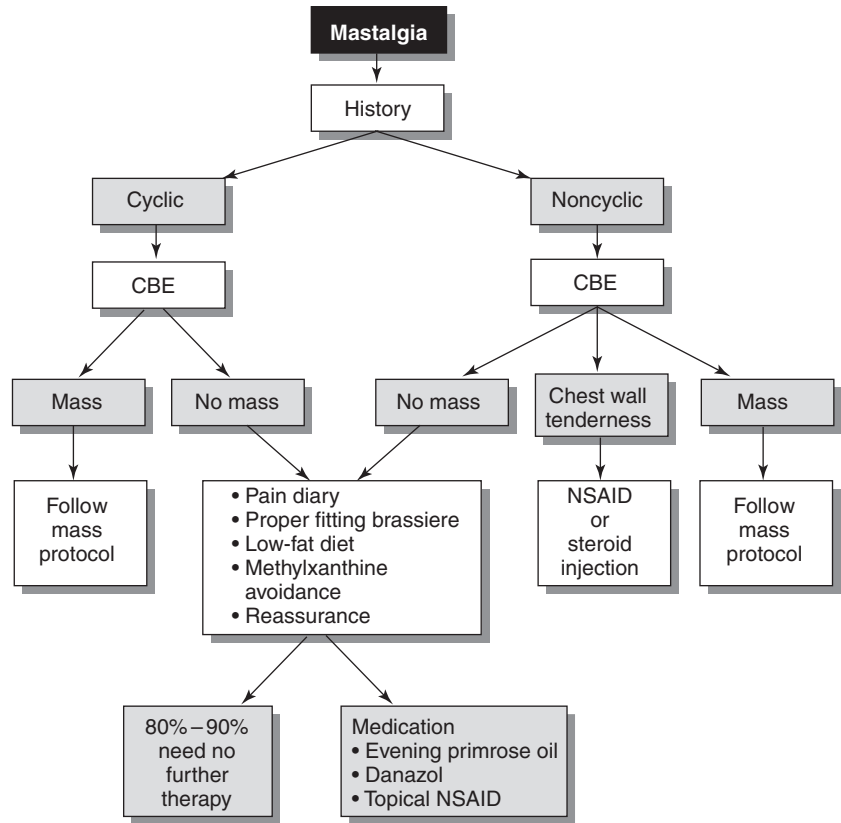 Mastalgia
History
Cyclic
Noncyclic
CBE
CBE
Mass
No mass
No mass
Chest wall
tenderness
Mass
Follow
mass
protocol
• Pain diary
• Proper fitting brassiere
• Low-fat diet
• Methylxanthine
avoidance
• Reassurance
NSAID
or
steroid
injection
Follow
mass
protocol
80%–90%
need no
further
therapy
Medication
• Evening primrose oil
• Danazol
• Topical NSAID